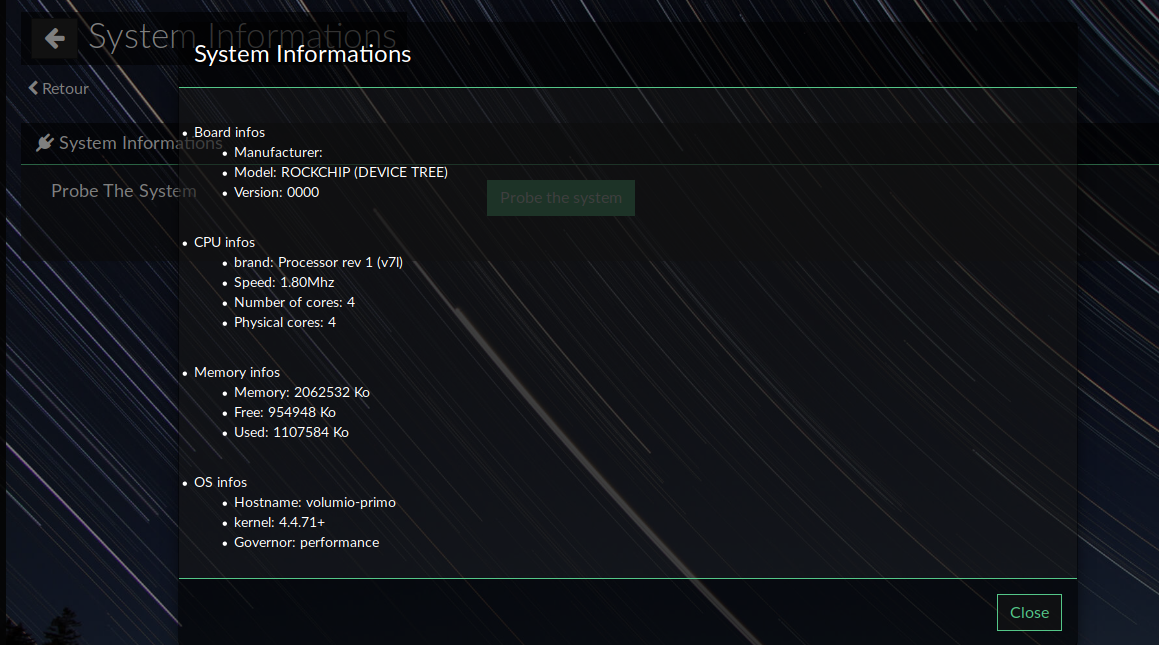 System Informations
System Informations
Retour
System Informations
Probe The System
Probe the system
Board infos
Manufacturer:
Model: ROCKCHIP (DEVICE TREE)
Version: 0000
CPU infos
brand: Processor rev 1 (v7l)
Speed: 1.80Mhz
Number of cores: 4
Physical cores: 4
Memory infos
Memory: 2062532 Ko
Free: 954948 Ko
Used: 1107584 Ko
OS infos
Hostname: volumio-primo
kernel: 4.4.71+
Governor: performance
Close